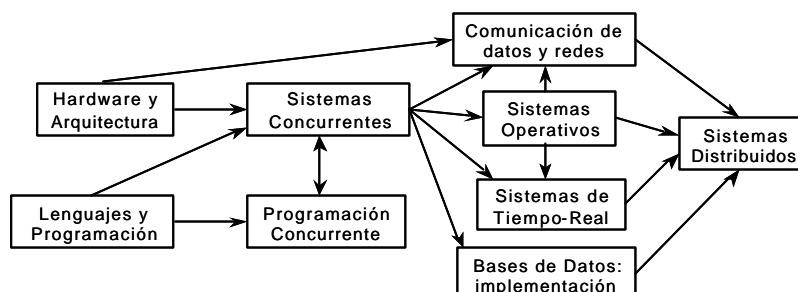 Comunicación de
datos y redes
Hardware y
Arquitectura
Sistemas
Concurrentes
Sistemas
Operativos
Sistemas
Distribuidos
Lenguajes y
Programación
Programación
Concurrente
Sistemas de
Tiempo-Real
Bases de Datos:
implementación